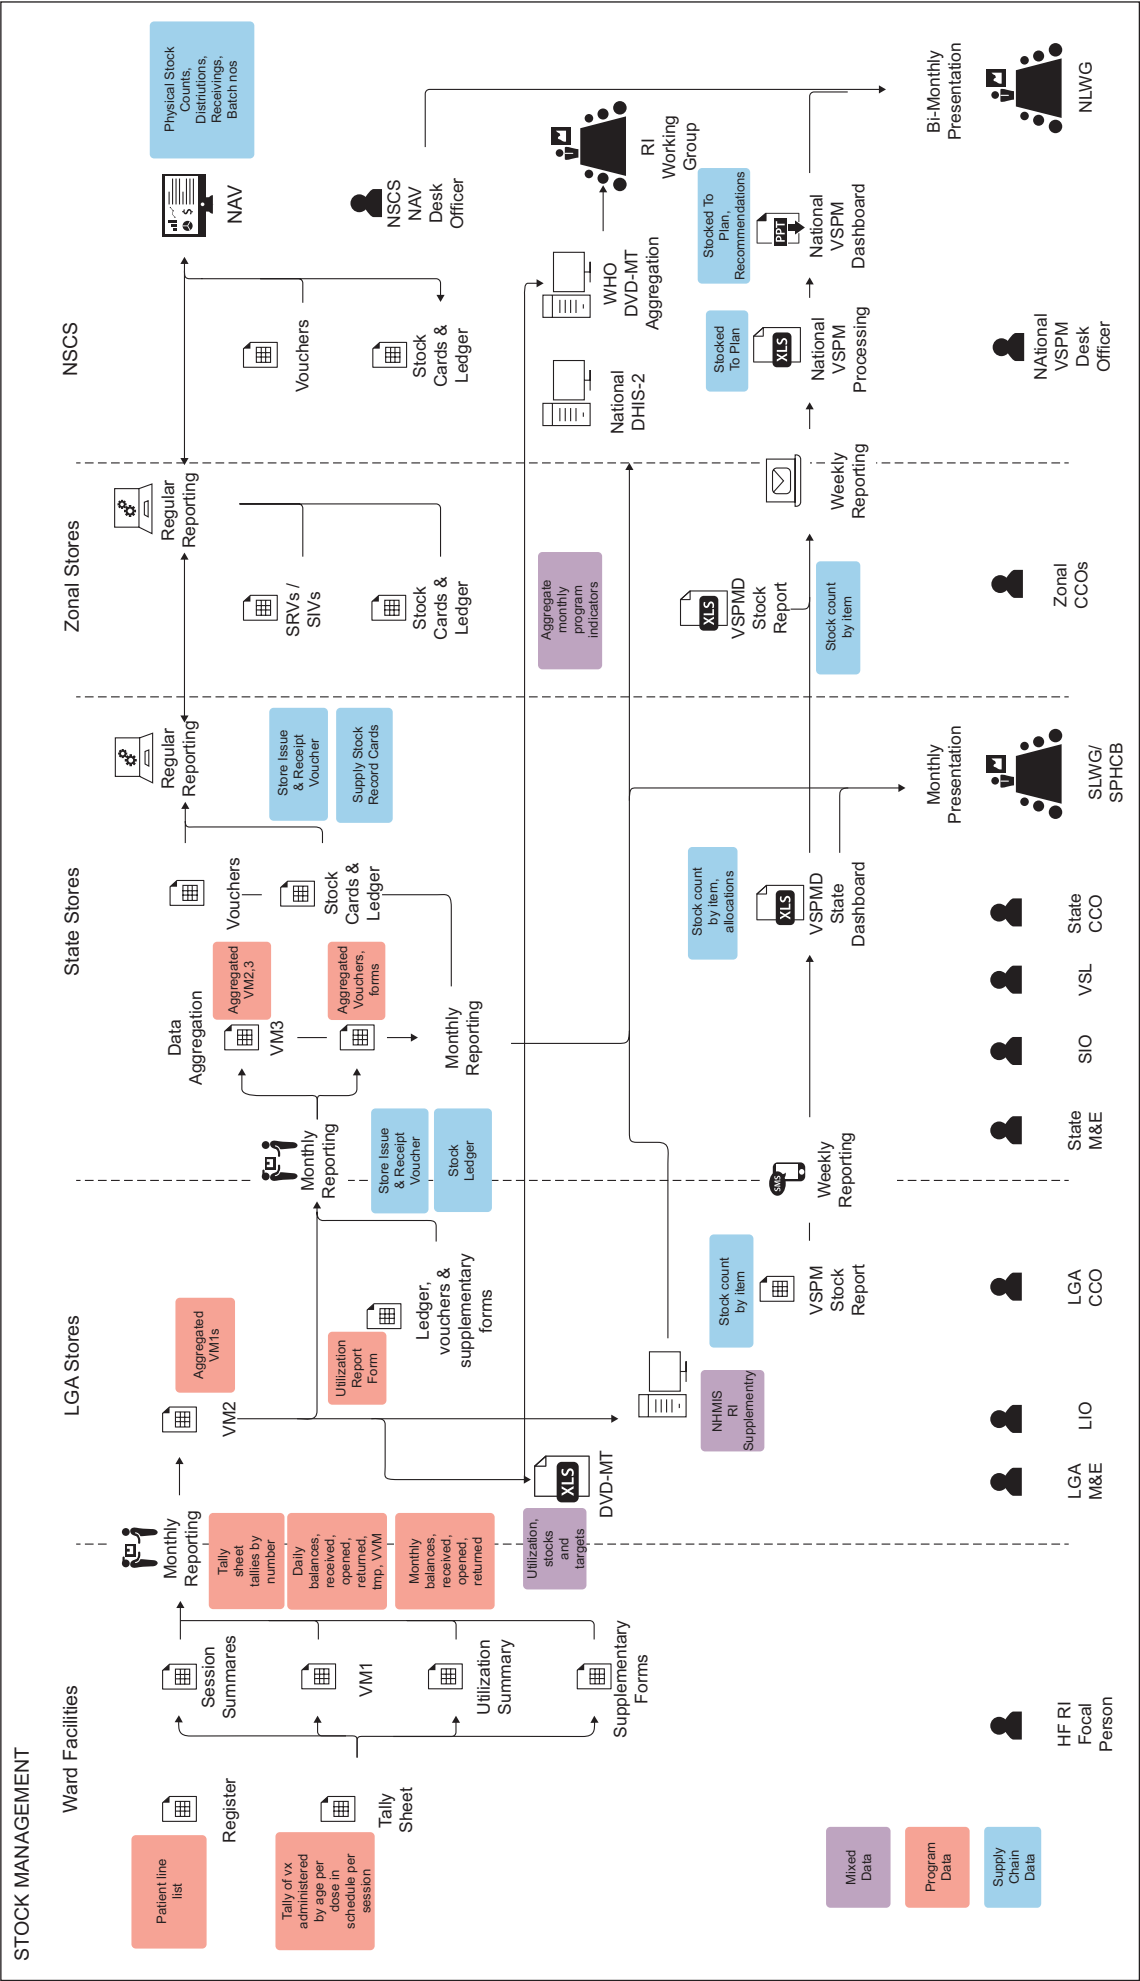 STOCK MANAGEMENT
Ward Facilities
LGA Stores
State Stores
Zonal Stores
NSCS
Patient line
list
Register
Tally of vx
administered
by age per
dose in
schedule per
session
Tally
Sheet
Session
Summares
VM1
Utilization
Summary
Supplementary
Forms
Monthly
Reporting
Tally
sheet
tallies by
number
Daily
balances,
received,
opened,
returned,
tmp, VVM
Monthly
balances,
received,
opened,
returned
Utilization,
stocks
and
targets
XLS
DVD-MT
VM2
Aggregated
VM1s
Utilization
Report
Form
Ledger,
vouchers &
supplementary
forms
NHMIS
RI
Supplementry
Stock count
by item
VSPM
Stock
Report
Monthly
Reporting
Store Issue
& Receipt
Voucher
Stock
Ledger
SMS
Weekly
Reporting
Data
Aggregation
VM3
Aggregated
VM2,3
Aggregated
Vouchers,
forms
Monthly
Reporting
Vouchers
Stock
Cards &
Ledger
Store Issue
& Receipt
Voucher
Supply Stock
Record Cards
Regular
Reporting
Stock count
by item,
allocations
XLS
VSPMD
State
Dashboard
Monthly
Presentation
SLWG/
SPHCB
Regular
Reporting
SRVs /
SIVs
Stock
Cards &
Ledger
Aggregate
monthly
program
indicators
XLS
VSPMD
Stock
Report
Stock count
by item
Weekly
Reporting
Physical Stock
Counts,
Distriutions,
Receivings,
Batch nos
$
NAV
Vouchers
Stock
Cards &
Ledger
NSCS
NAV
Desk
Officer
National
DHIS-2
WHO
DVD-MT
Aggregation
RI
Working
Group
Stocked
To Plan
XLS
National
VSPM
Processing
Stocked To
Plan,
Recommendations
PPT
National
VSPM
Dashboard
Bi-Monthly
Presentation
NLWG
HF RI
Focal
Person
LGA
M&E
LIO
LGA
CCO
State
M&E
SIO
VSL
State
CCO
Zonal
CCOs
NAtional
VSPM
Desk
Officer
Mixed
Data
Program
Data
Supply
Chain
Data